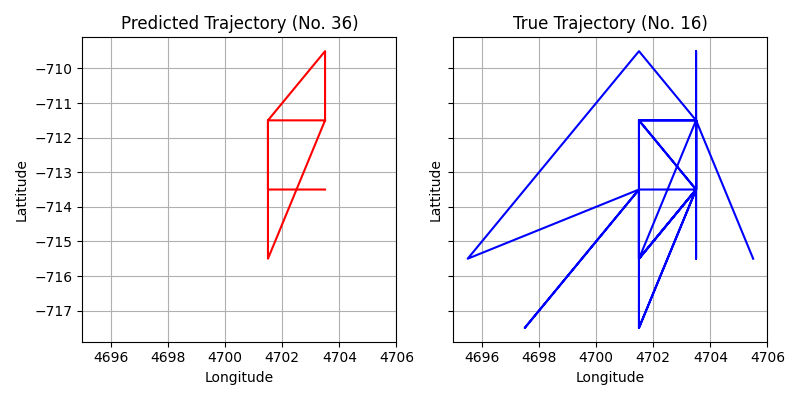 Predicted Trajectory (No. 36)
True Trajectory (No. 16)
−710
−711
−712
−713
−714
−715
−716
−717
Lattitude
Lattitude
4696 4698 4700 4702 4704 4706
4696 4698 4700 4702 4704 4706
Longitude
Longitude